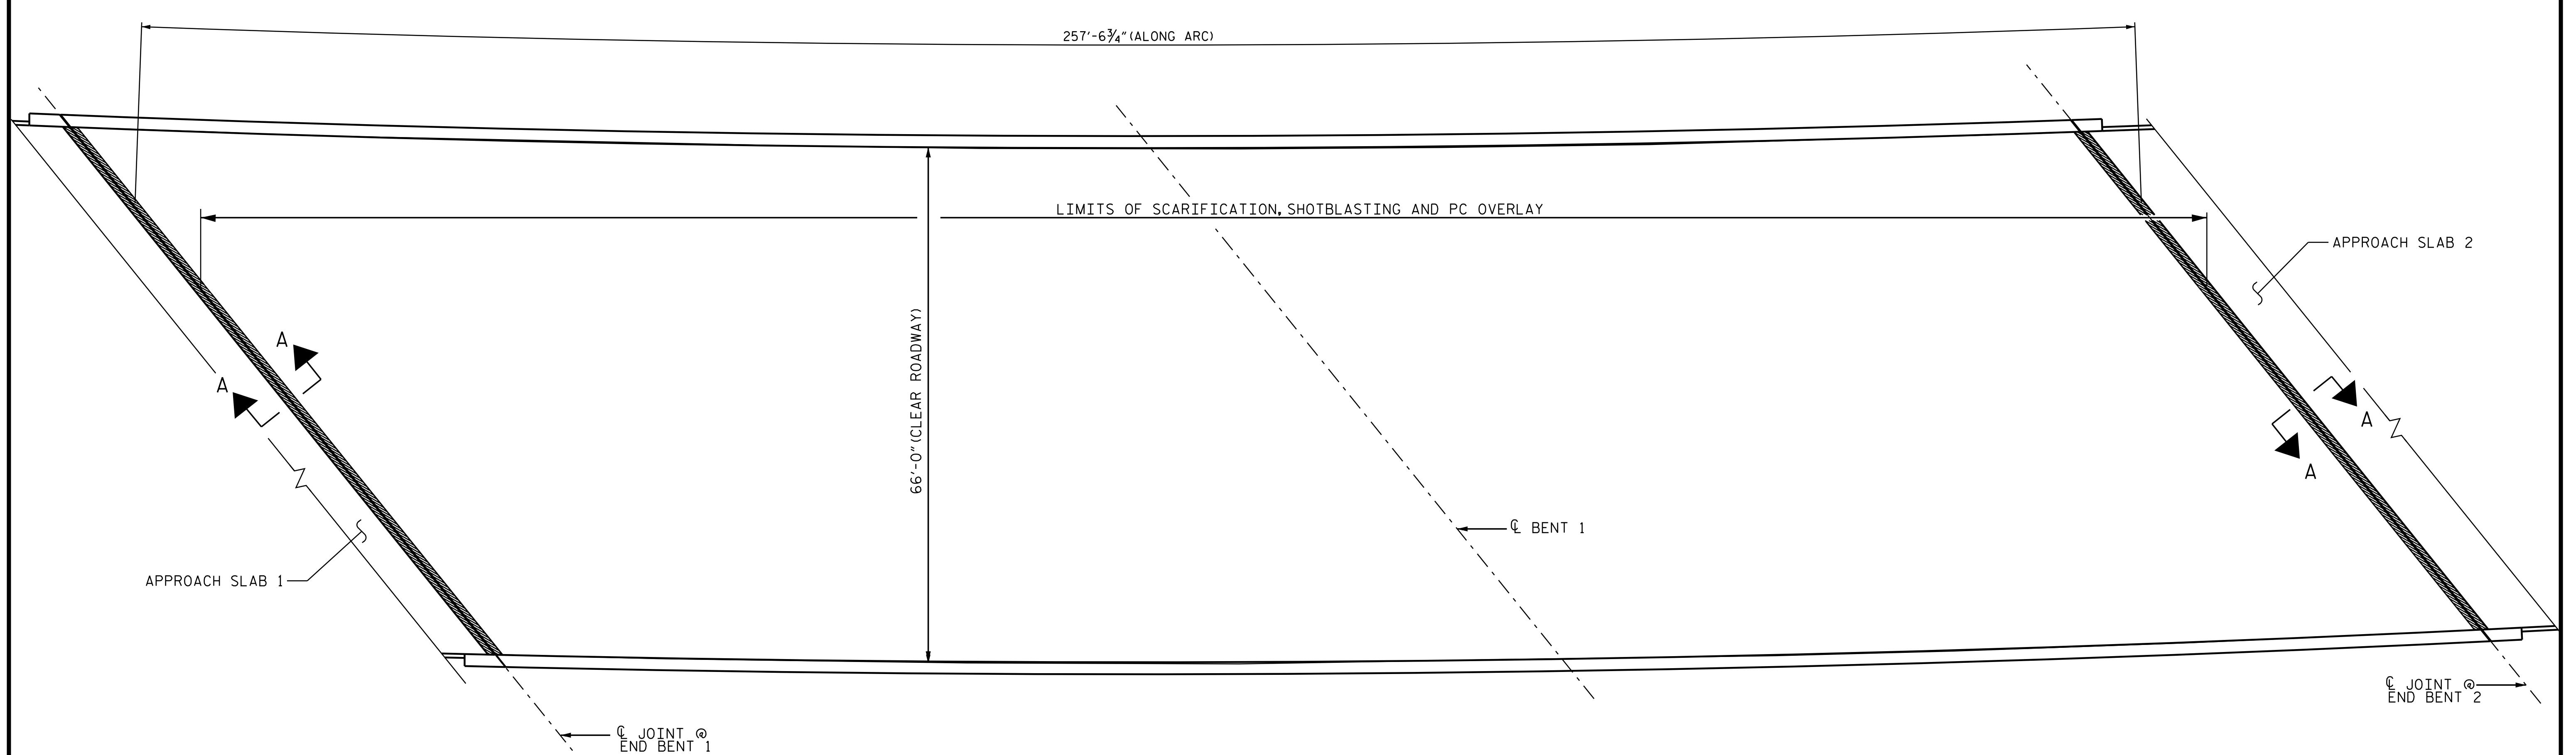 257'-6¾" (ALONG ARC)
LIMITS OF SCARIFICATION, SHOTBLASTING AND PC OVERLAY
APPROACH SLAB 2
66'-0" (CLEAR ROADWAY)
A
A
A
A
℄ BENT 1
APPROACH SLAB 1
℄ JOINT @
END BENT 2
℄ JOINT @
END BENT 1